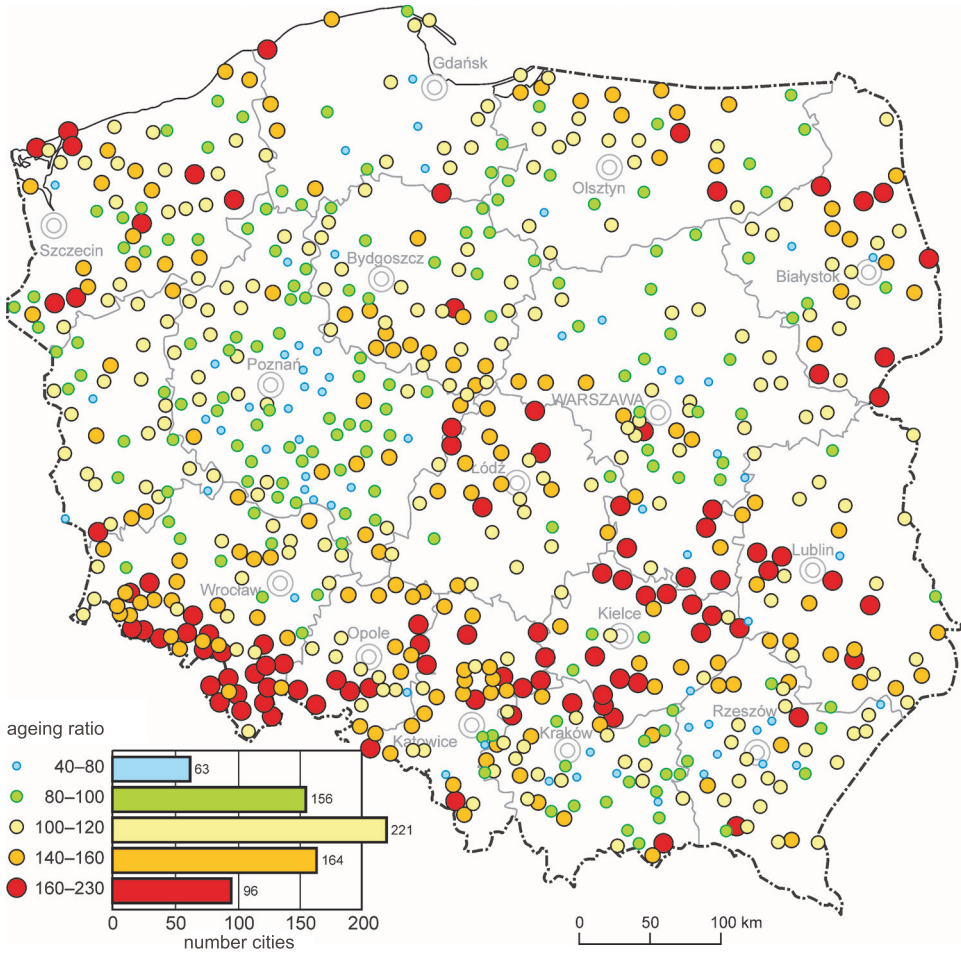 Gdańsk
Olsztyn
Szczecin
Bydgoszcz
Białystok
Poznań
WARSZAWA
Łódź
Lublin
Wrocław
Kielce
Opole
Rzeszów
Katowice
Kraków
ageing ratio
40–80 63
80–100 156
100–120 221
140–160 164
160–230 96
0 50 100 150 200
number cities
0 50 100 km